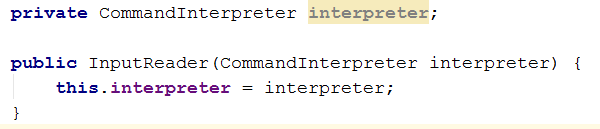 private CommandInterpreter interpreter;
public InputReader(CommandInterpreter interpreter) {
this.interpreter = interpreter;
}